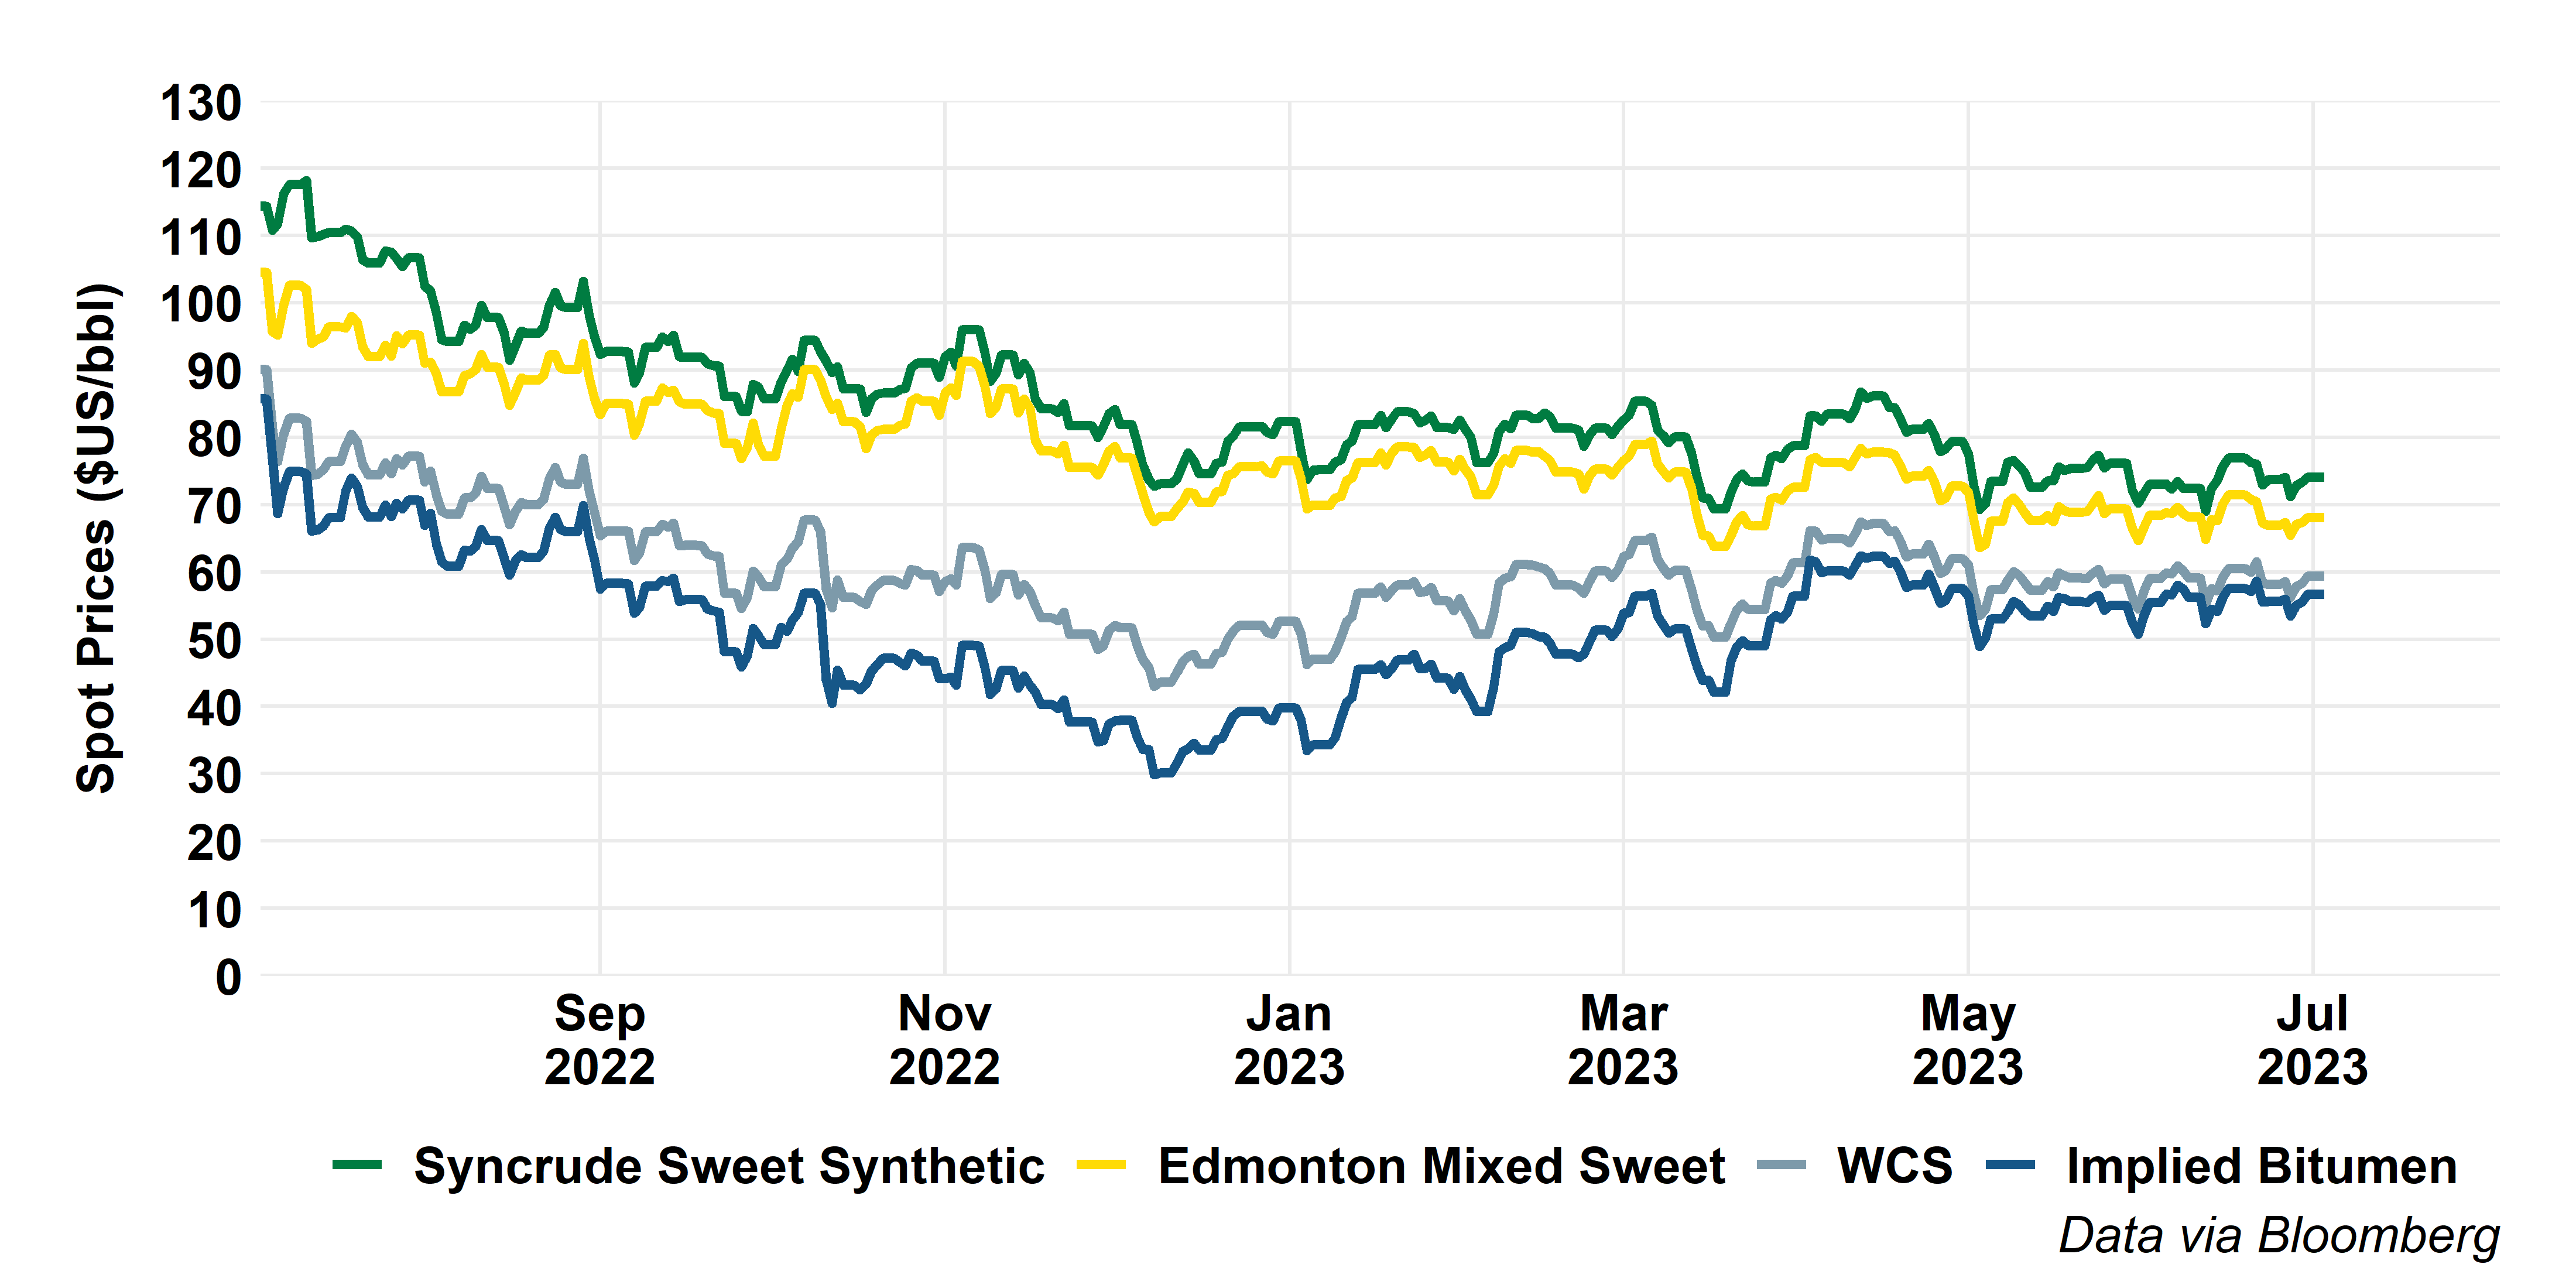 Spot Prices ($US/bbl)
130
120
110
100
90
80
70
60
50
40
30
20
10
0
Sep
2022
Nov
2022
Jan
2023
Mar
2023
May
2023
Jul
2023
Syncrude Sweet Synthetic
Edmonton Mixed Sweet
WCS
Implied Bitumen
Data via Bloomberg